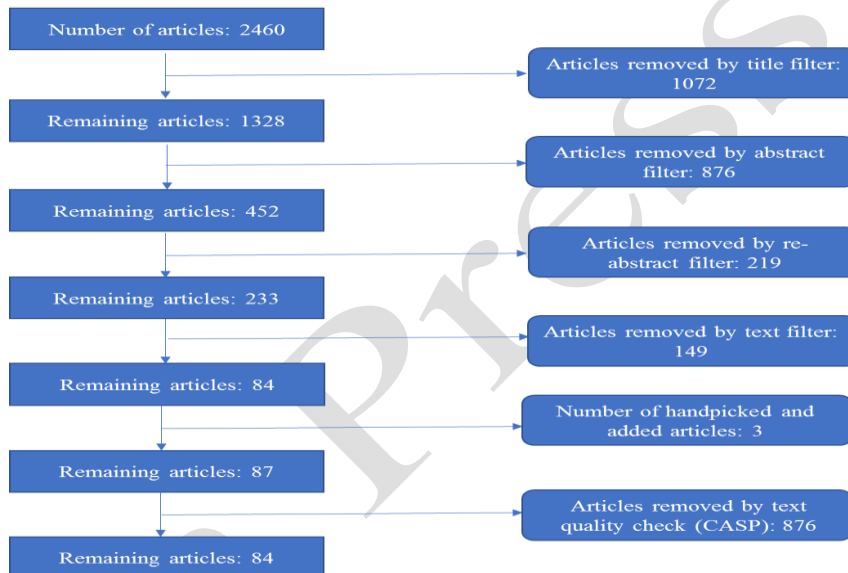 Number of articles: 2460
Articles removed by title filter:
1072
Remaining articles: 1328
Articles removed by abstract
filter: 876
Remaining articles: 452
Articles removed by re-
abstract filter: 219
Remaining articles: 233
Articles removed by text filter:
149
Remaining articles: 84
Number of handpicked and
added articles: 3
Remaining articles: 87
Articles removed by text
quality check (CASP): 876
Remaining articles: 84
Press